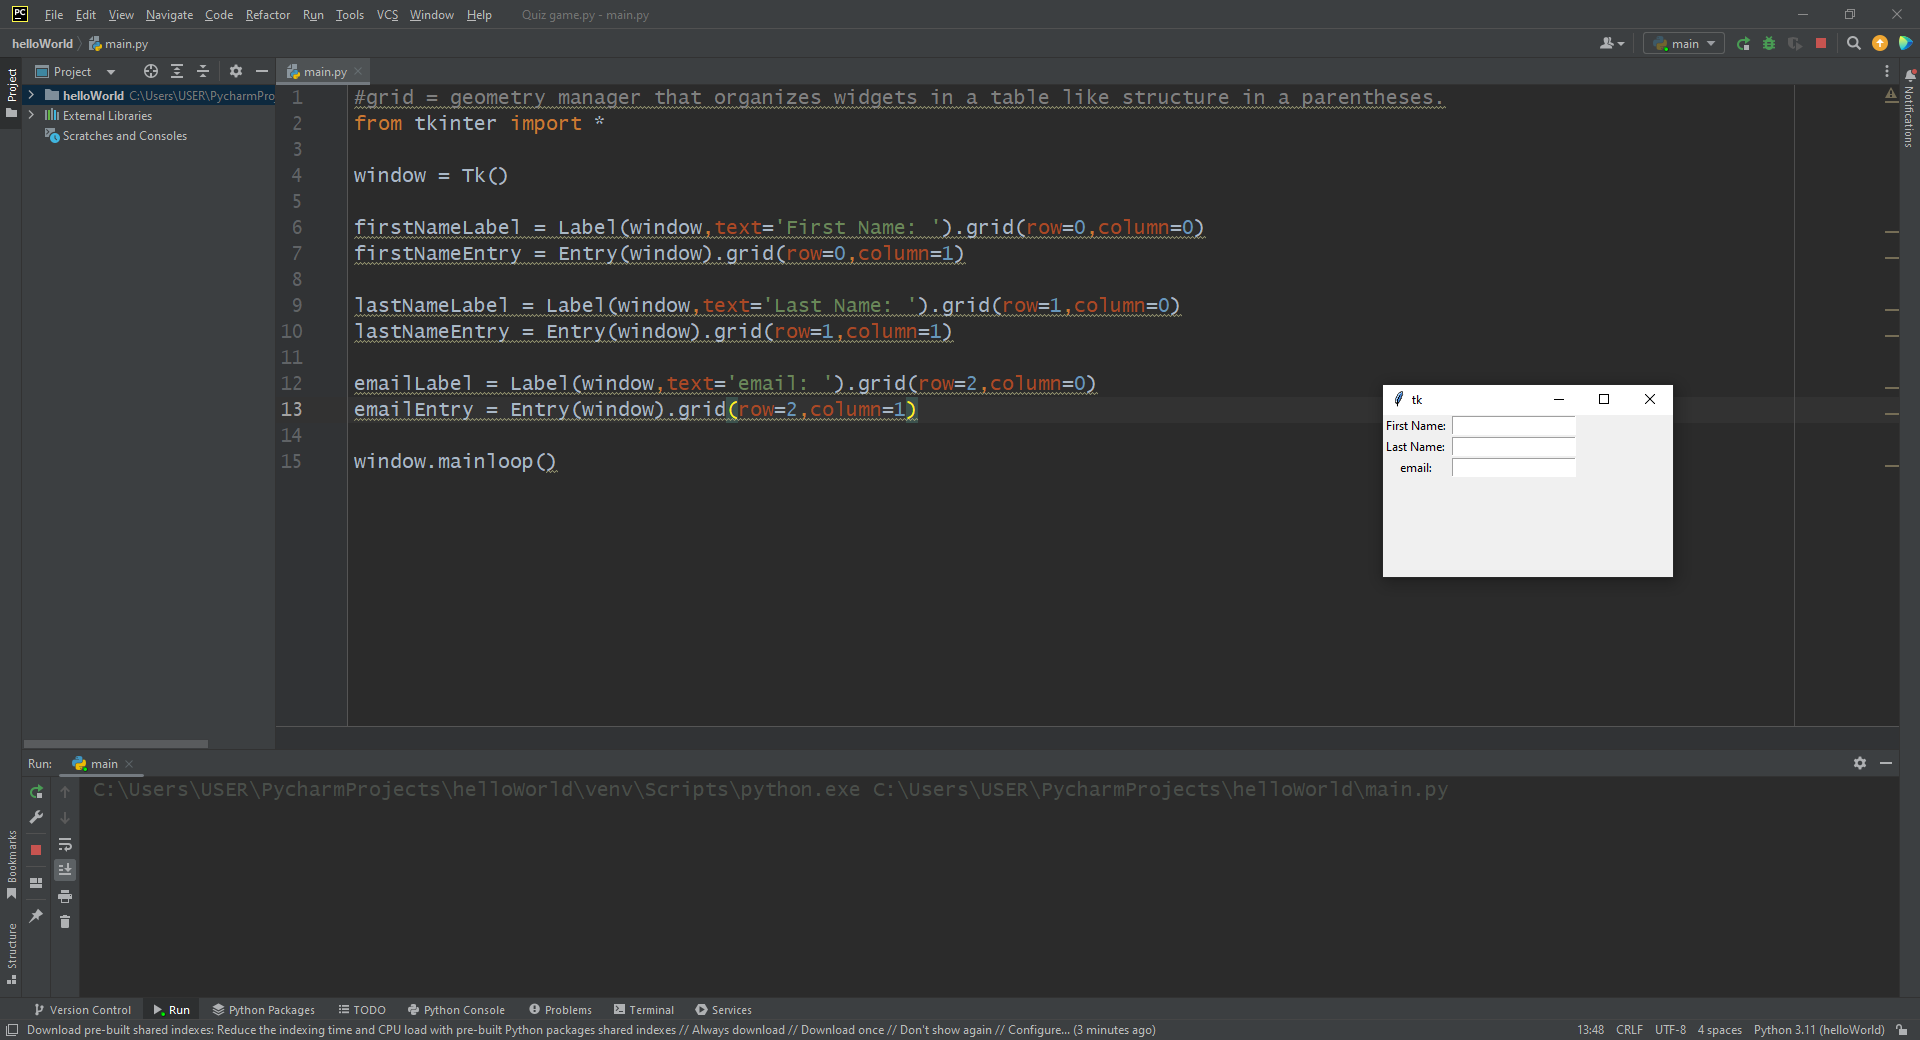 PC File Edit View Navigate Code Refactor Run Tools VCS Window Help Quiz game.py - main.py
helloWorld main.py main
Project main.py
Project
helloWorld C:\Users\USER\PycharmPro
External Libraries
Scratches and Consoles
1 #grid = geometry manager that organizes widgets in a table like structure in a parentheses.
2 from tkinter import *
3
4 window = Tk()
5
6 firstNameLabel = Label(window,text='First Name: ').grid(row=0,column=0)
7 firstNameEntry = Entry(window).grid(row=0,column=1)
8
9 lastNameLabel = Label(window,text='Last Name: ').grid(row=1,column=0)
10 lastNameEntry = Entry(window).grid(row=1,column=1)
11
12 emailLabel = Label(window,text='email: ').grid(row=2,column=0)
13 emailEntry = Entry(window).grid(row=2,column=1)
14
15 window.mainloop()
Notifications
tk
First Name:
Last Name:
email:
Run: main
C:\Users\USER\PycharmProjects\helloWorld\venv\Scripts\python.exe C:\Users\USER\PycharmProjects\helloWorld\main.py
Bookmarks
Structure
Version Control Run Python Packages TODO Python Console Problems Terminal Services
Download pre-built shared indexes: Reduce the indexing time and CPU load with pre-built Python packages shared indexes // Always download // Download once // Don't show again // Configure... (3 minutes ago) 13:48 CRLF UTF-8 4 spaces Python 3.11 (helloWorld)